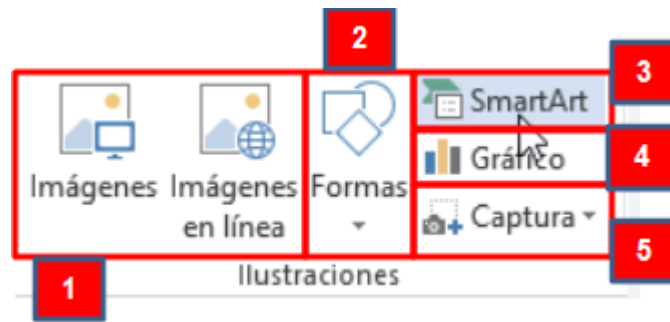 2
3
SmartArt
4
Gráfico
Imágenes Imágenes Formas
en línea
Captura
5
1
Ilustraciones